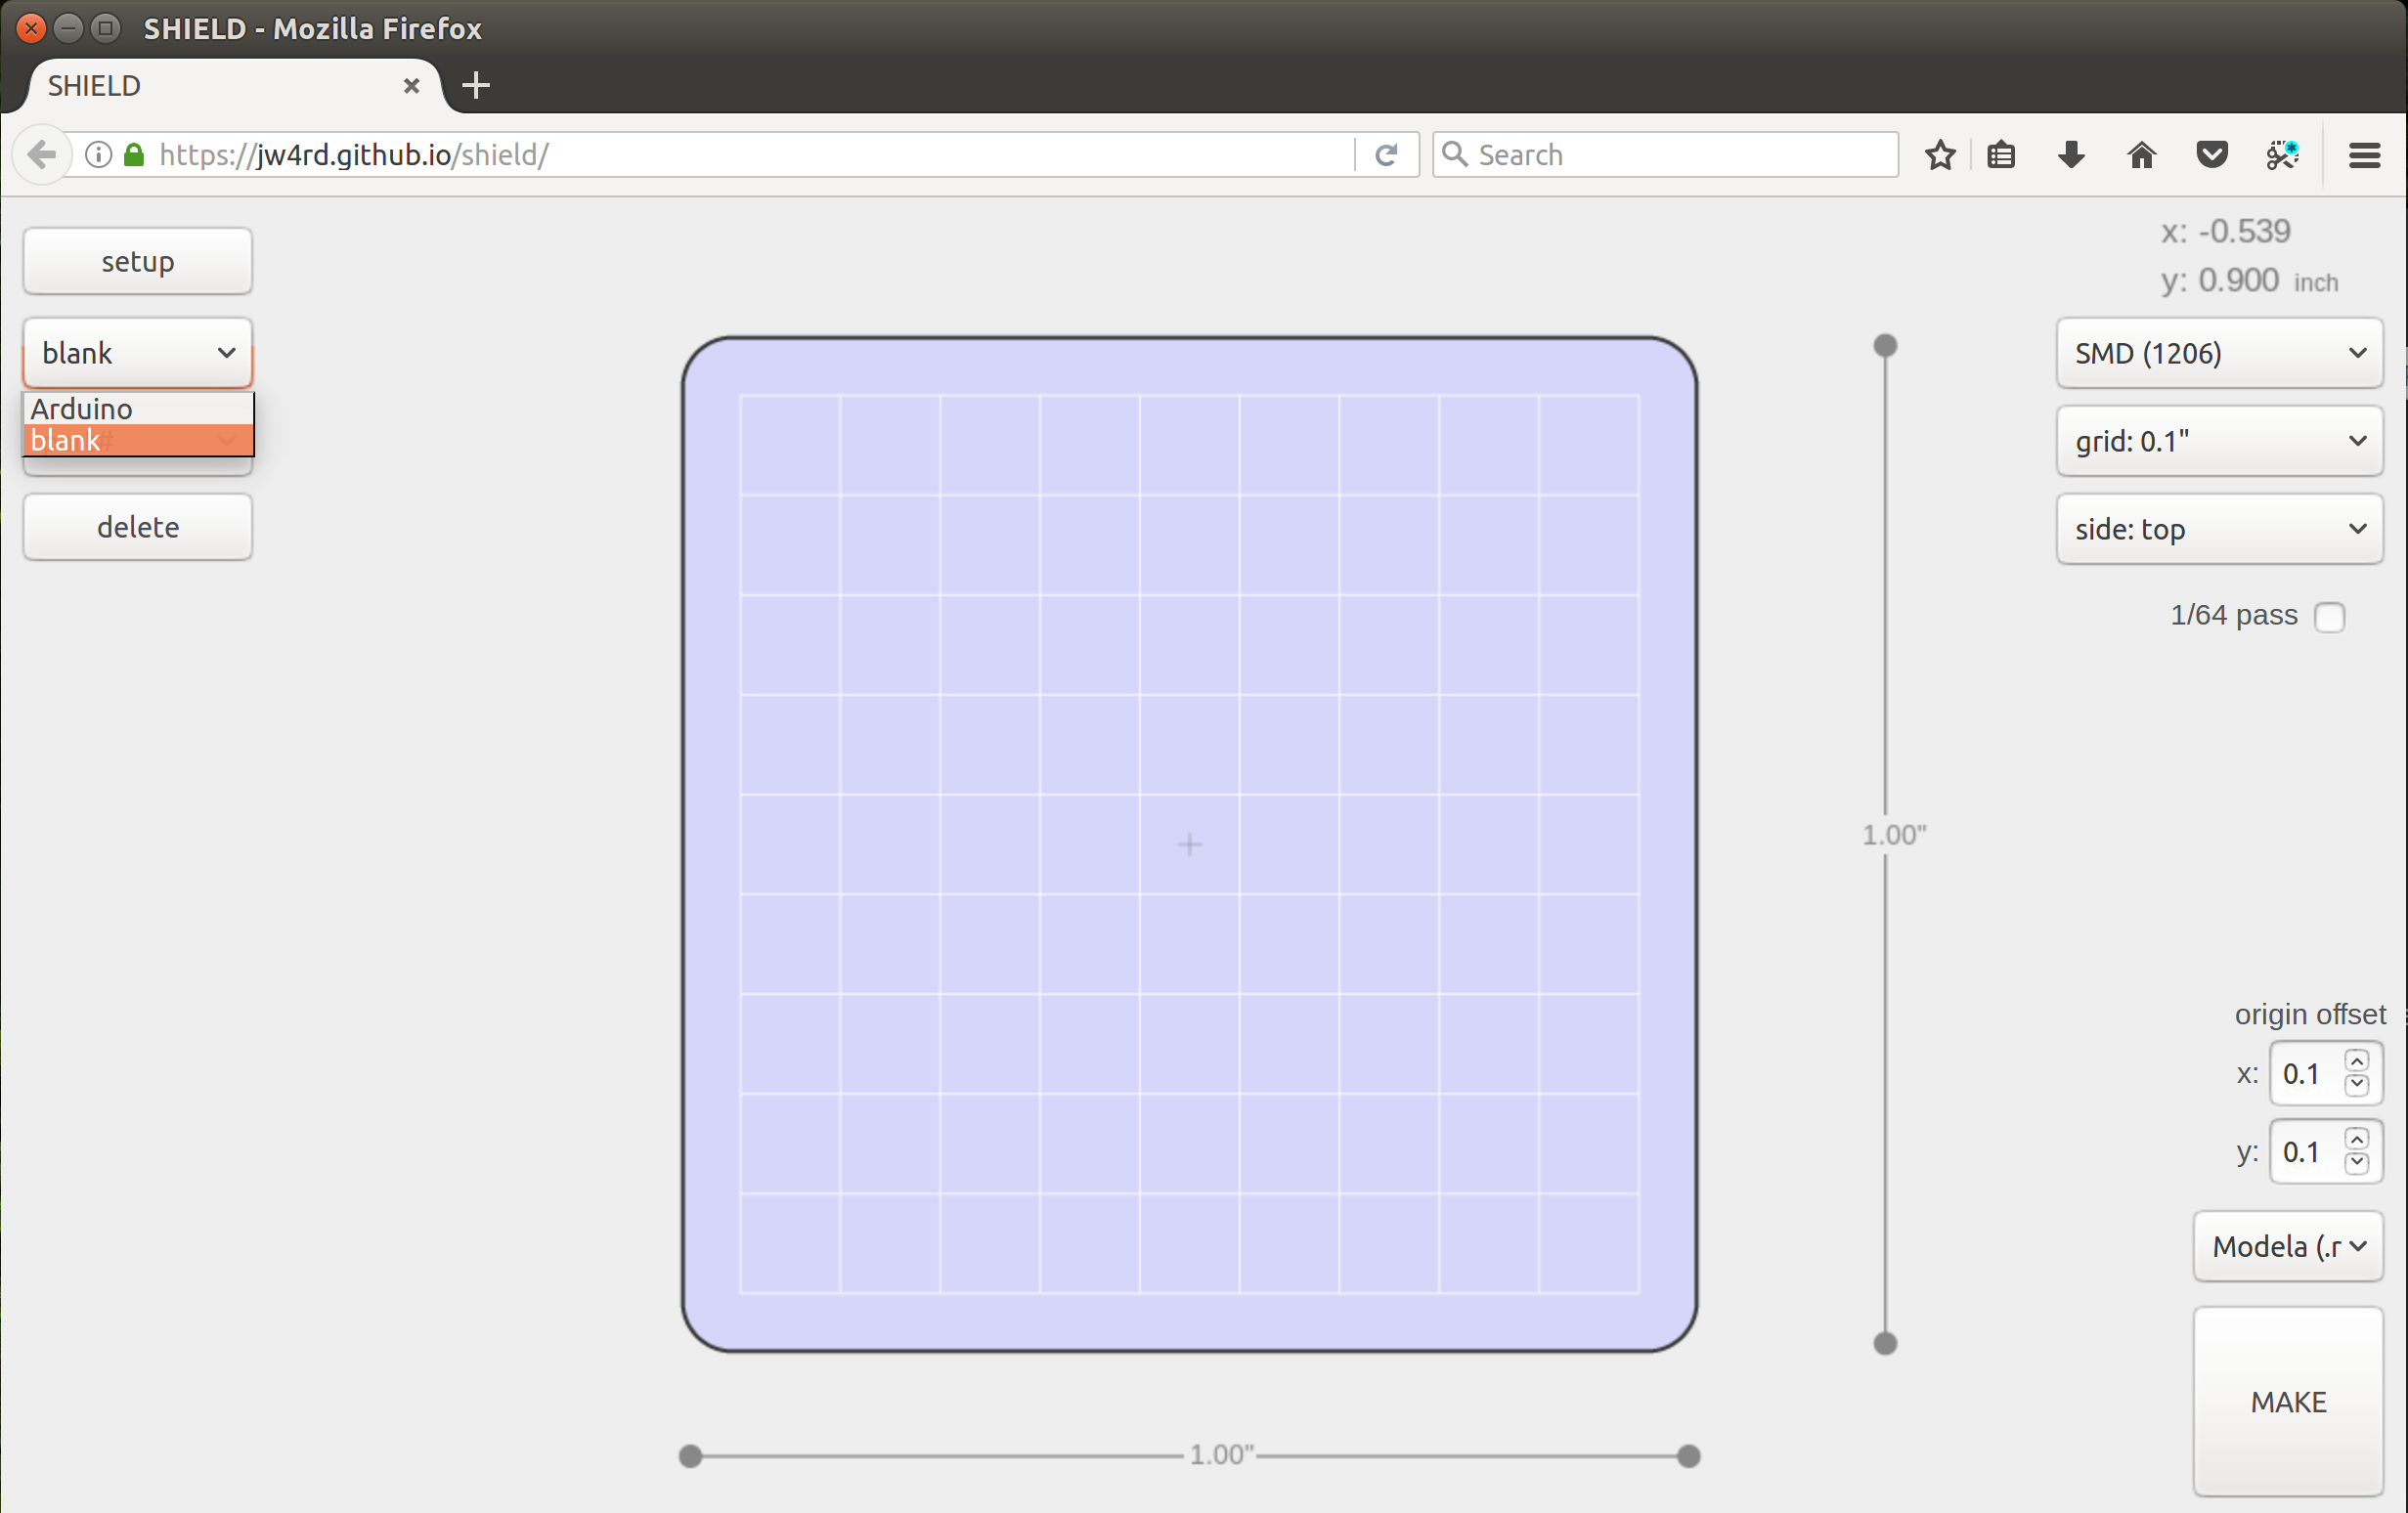 SHIELD - Mozilla Firefox
SHIELD
https://jw4rd.github.io/shield/
Search
setup
blank
Arduino
blank
delete
x: -0.539
y: 0.900 inch
SMD (1206)
grid: 0.1"
side: top
1/64 pass
1.00"
origin offset
x: 0.1
y: 0.1
Modela (.r
MAKE
1.00"